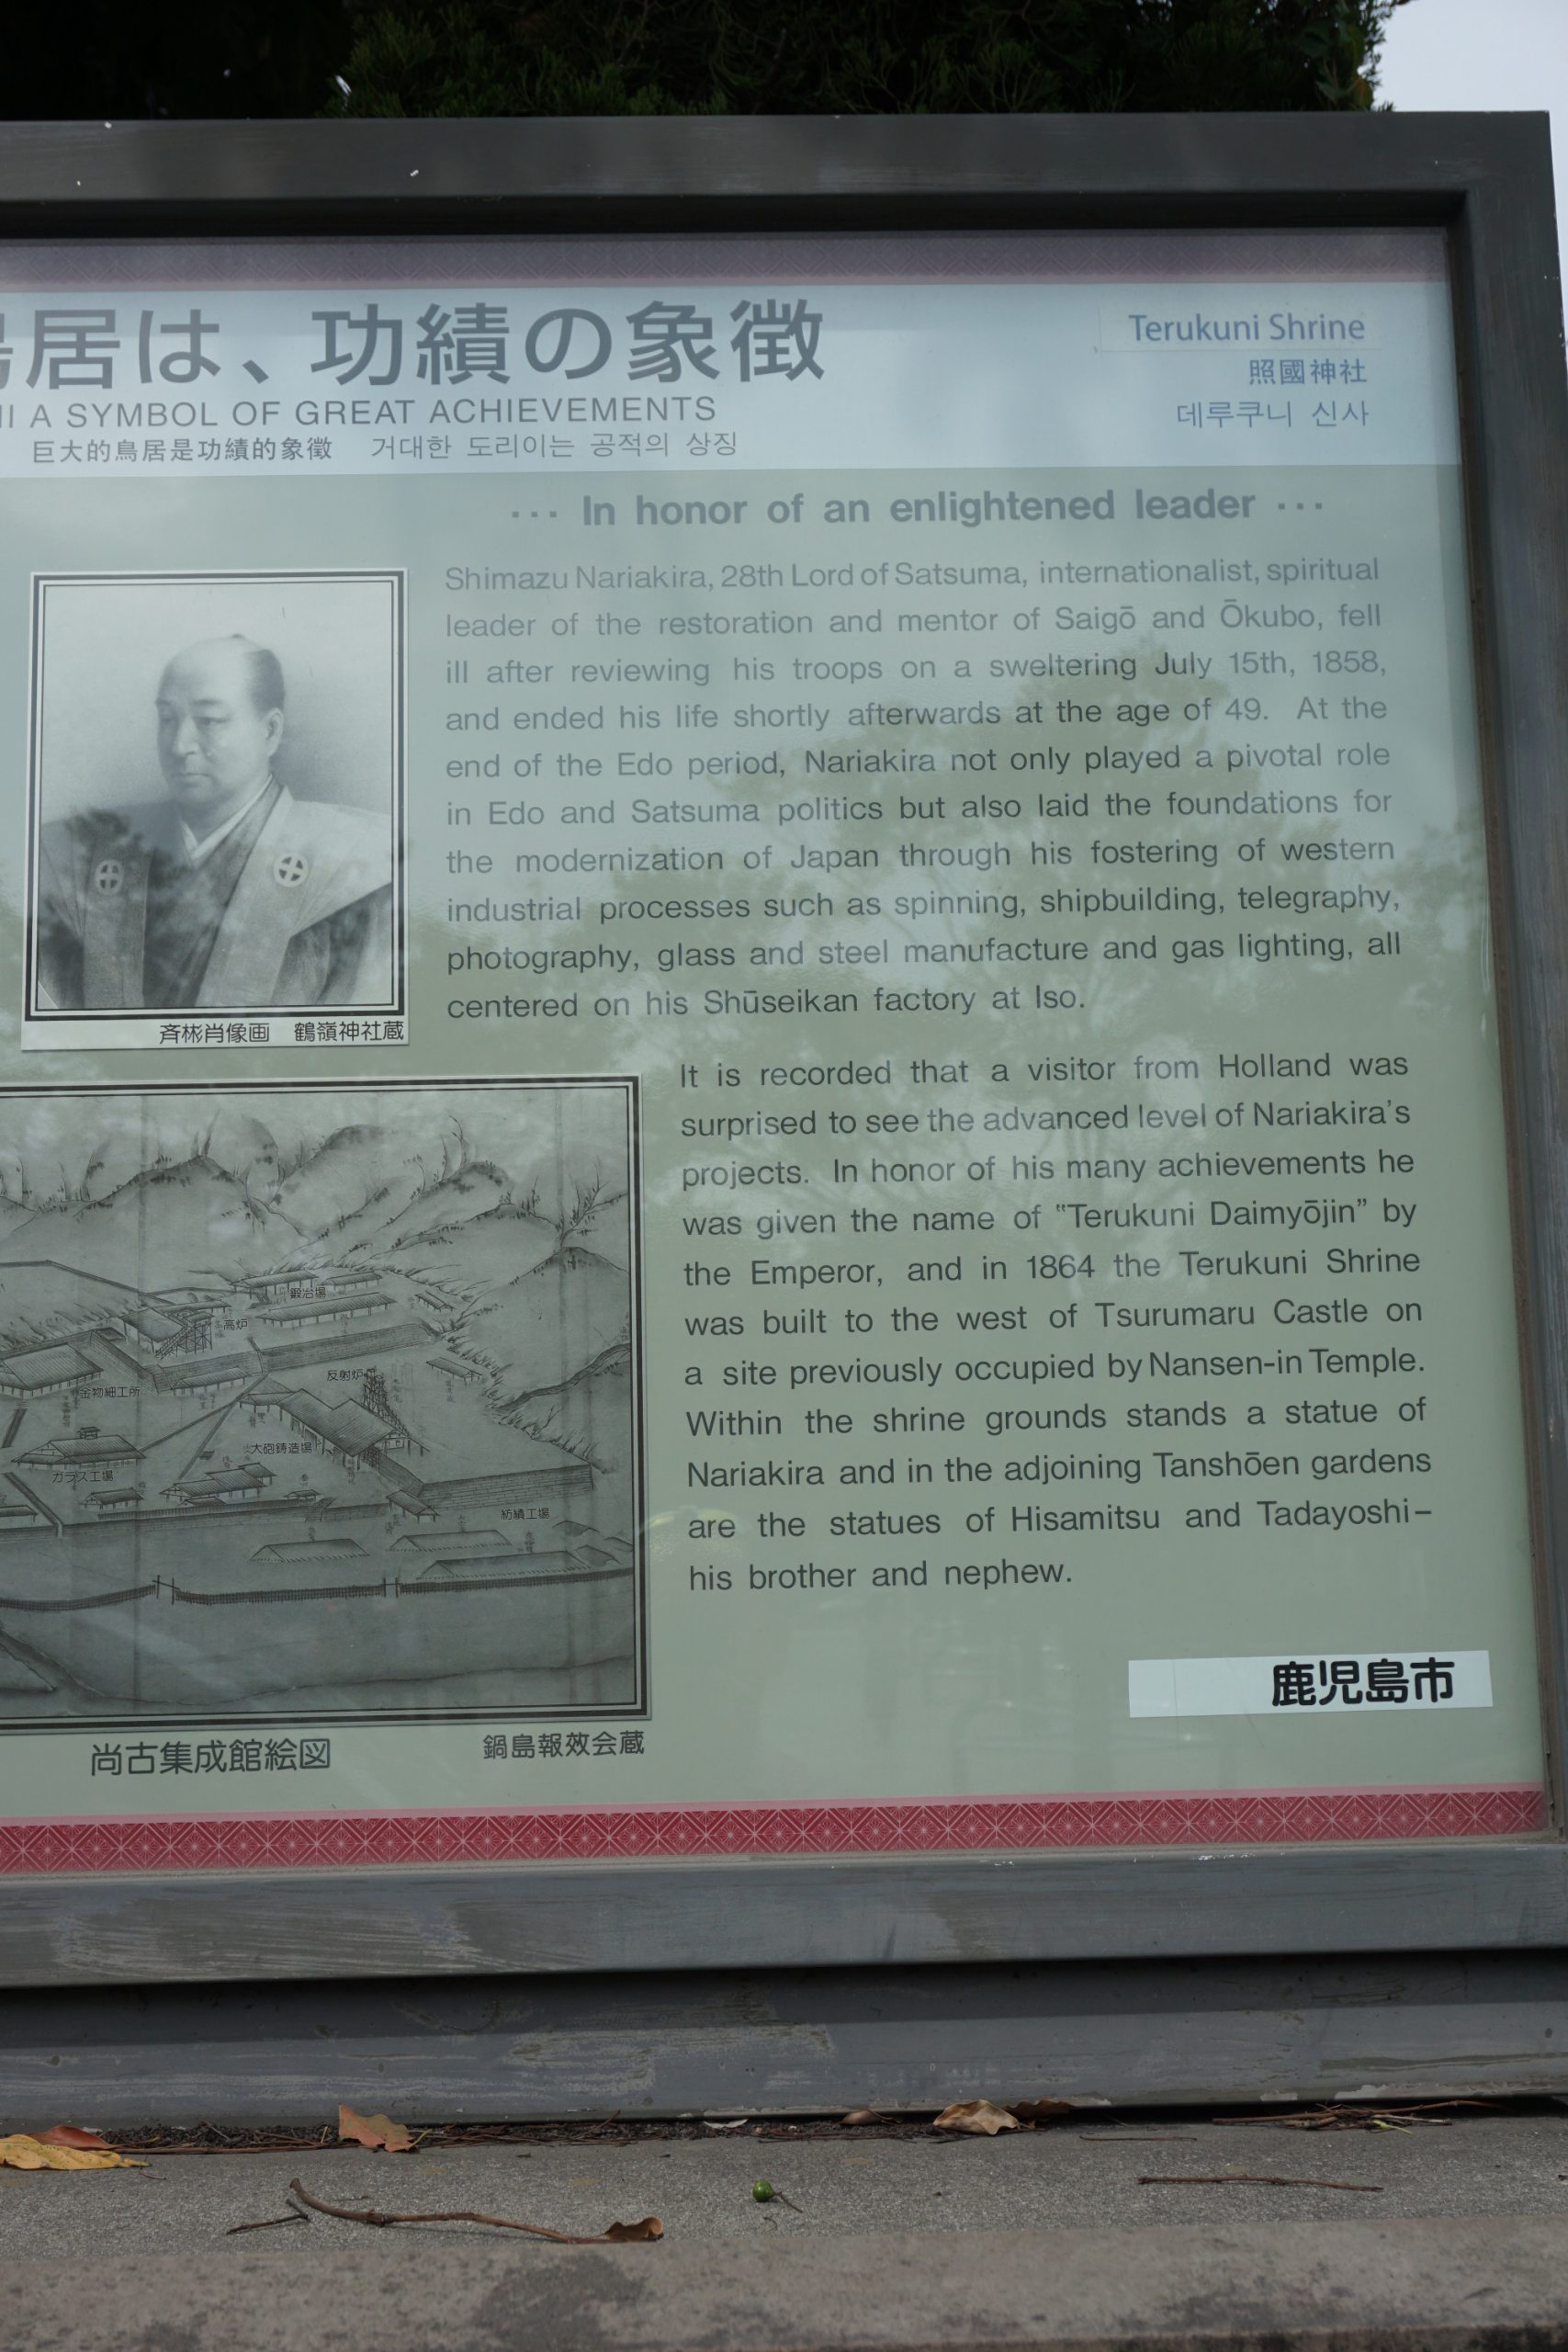 居は、功績の象徴
A SYMBOL OF GREAT ACHIEVEMENTS
巨大的鳥居是功績的象徵 거대한 도리이는 공적의 상징
Terukuni Shrine
照國神社
데루쿠니 신사
··· In honor of an enlightened leader ···
Shimazu Nariakira, 28th Lord of Satsuma, internationalist, spiritual
leader of the restoration and mentor of Saigō and Ōkubo, fell
ill after reviewing his troops on a sweltering July 15th, 1858,
and ended his life shortly afterwards at the age of 49. At the
end of the Edo period, Nariakira not only played a pivotal role
in Edo and Satsuma politics but also laid the foundations for
the modernization of Japan through his fostering of western
industrial processes such as spinning, shipbuilding, telegraphy,
photography, glass and steel manufacture and gas lighting, all
centered on his Shūseikan factory at Iso.
斉彬肖像画 鶴嶺神社蔵
It is recorded that a visitor from Holland was
surprised to see the advanced level of Nariakira's
projects. In honor of his many achievements he
was given the name of "Terukuni Daimyōjin" by
the Emperor, and in 1864 the Terukuni Shrine
was built to the west of Tsurumaru Castle on
a site previously occupied by Nansen-in Temple.
Within the shrine grounds stands a statue of
Nariakira and in the adjoining Tanshōen gardens
are the statues of Hisamitsu and Tadayoshi–
his brother and nephew.
鍛冶場
高炉
反射炉
金物細工所
大砲鋳造場
ガラス工場
紡績工場
尚古集成館絵図 鍋島報效会蔵
鹿児島市